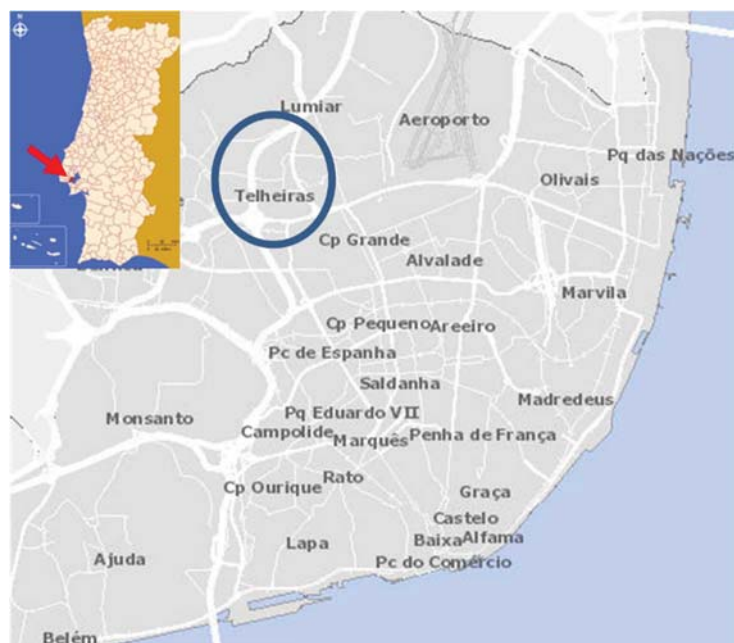 N
Lumiar
Aeroporto
Pq das Nações
Olivais
Telheiras
Cp Grande
Alvalade
Marvila
Cp Pequeno
Areeiro
Pc de Espanha
Saldanha
Madredeus
Monsanto
Pq Eduardo VII
Campolide
Marquês
Penha de França
Rato
Cp Ourique
Graça
Castelo
Lapa
Baixa
Alfama
Ajuda
Pc do Comércio
Belém